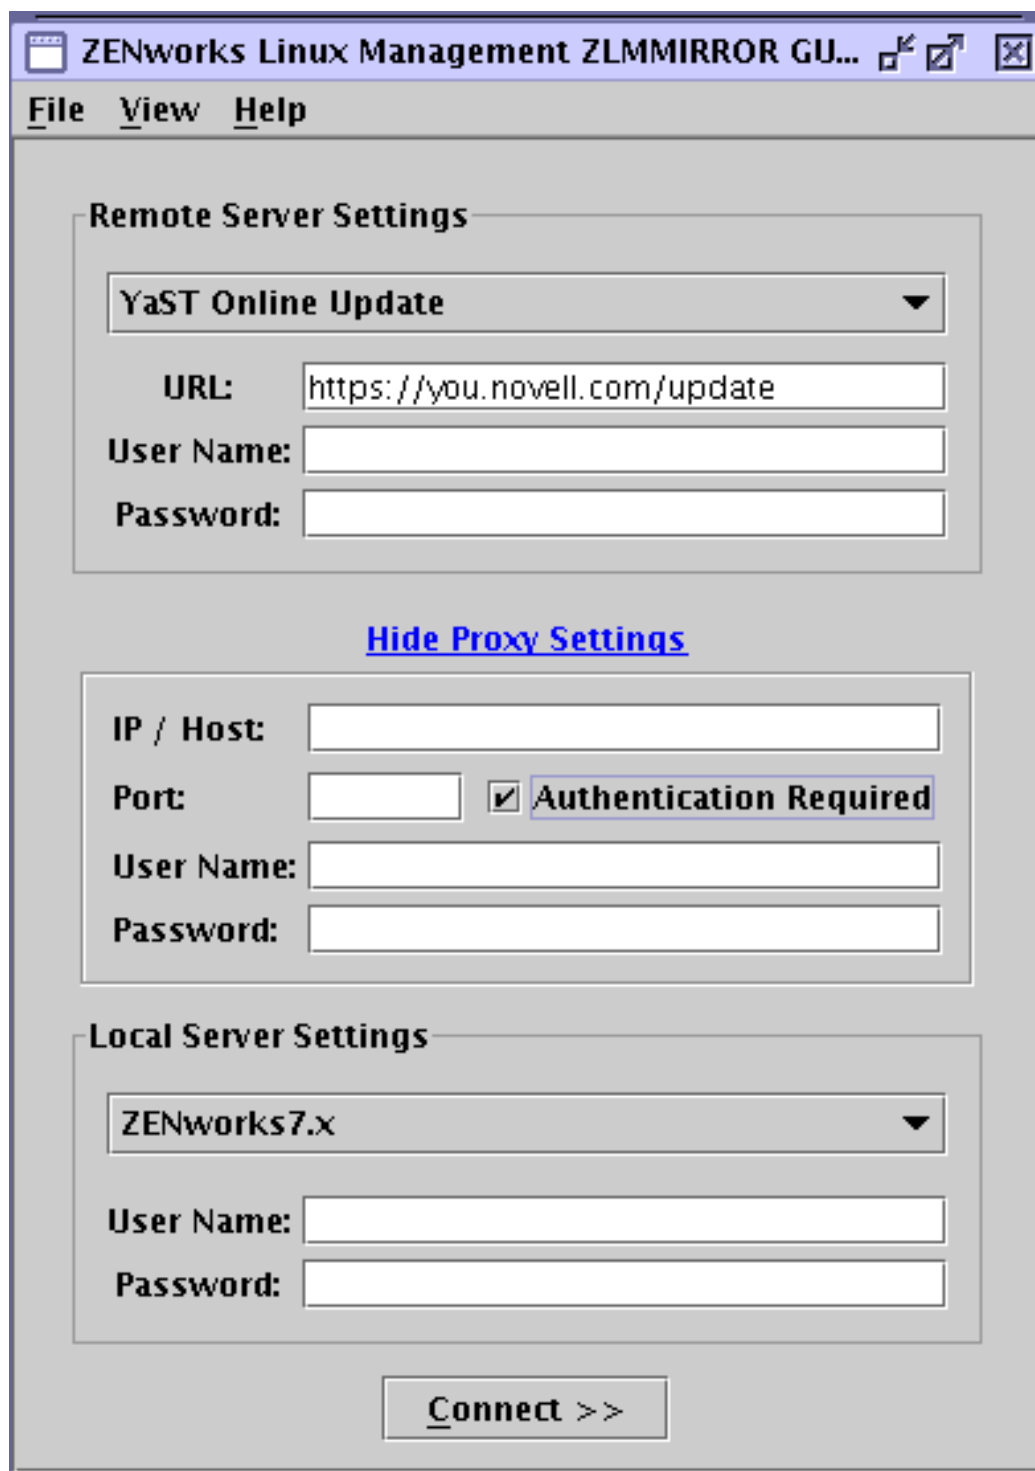 ZENworks Linux Management ZLMMIRROR GU...
File View Help
Remote Server Settings
YaST Online Update
URL: https://you.novell.com/update
User Name:
Password:
Hide Proxy Settings
IP / Host:
Port: Authentication Required
User Name:
Password:
Local Server Settings
ZENworks7.x
User Name:
Password:
Connect >>